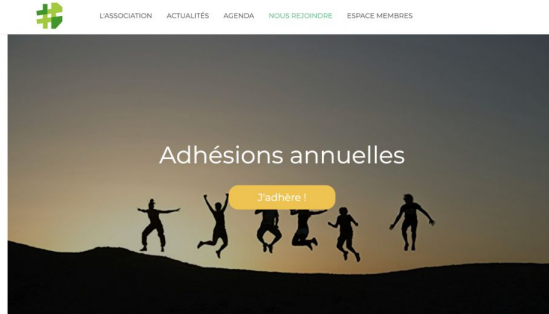 L'ASSOCIATION ACTUALITÉS AGENDA NOUS REJOINDRE ESPACE MEMBRES
Adhésions annuelles
J'adhère !